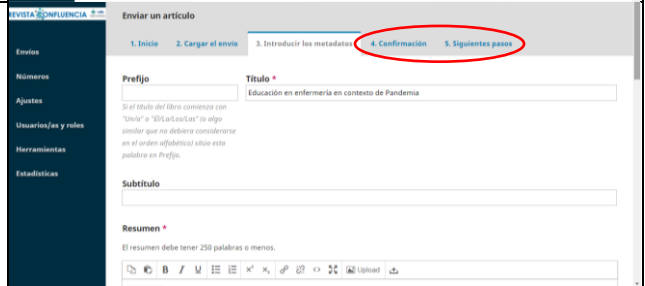 REVISTA CONFLUENCIA
Enviar un artículo
1. Inicio 2. Cargar el envío 3. Introducir los metadatos 4. Confirmación 5. Siguientes pasos
Envíos
Números
Ajustes
Usuarios/as y roles
Herramientas
Estadísticas
Prefijo
Título *
Educación en enfermería en contexto de Pandemia
Si el título del libro comienza con
"Un/a" o "El/La/Los/Las" (o algo
similar que no debiera considerarse
en el orden alfabético) sitúe esta
palabra en Prefijo.
Subtítulo
Resumen *
El resumen debe tener 250 palabras o menos.
B I U x² x₂ Upload